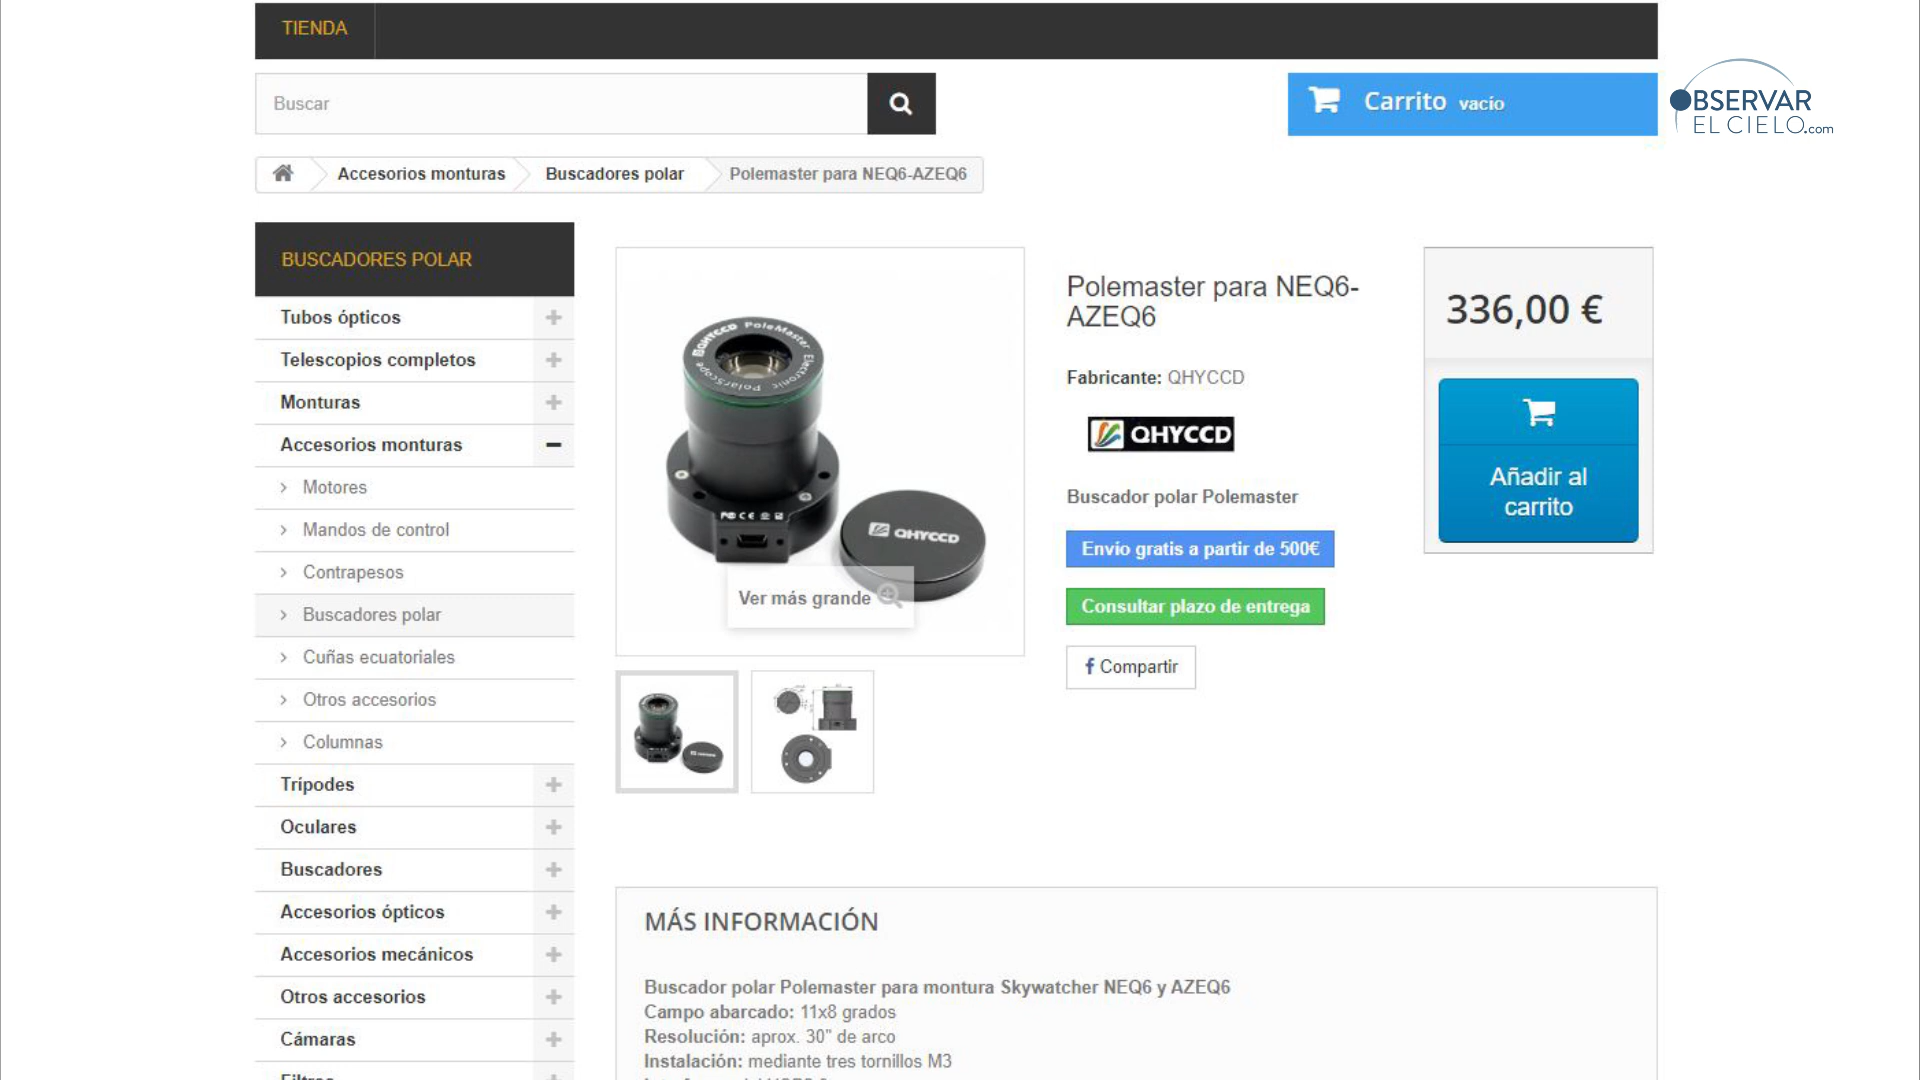 TIENDA
Buscar
Carrito vacío
OBSERVAR
EL CIELO.com
Accesorios monturas
Buscadores polar
Polemaster para NEQ6-AZEQ6
BUSCADORES POLAR
Tubos ópticos
Telescopios completos
Monturas
Accesorios monturas
Motores
Mandos de control
Contrapesos
Buscadores polar
Cuñas ecuatoriales
Otros accesorios
Columnas
Trípodes
Oculares
Buscadores
Accesorios ópticos
Accesorios mecánicos
Otros accesorios
Cámaras
Filtros
QHYCCD PoleMaster Electronic PolarScope
QHYCCD
Ver más grande
Polemaster para NEQ6-
AZEQ6
Fabricante: QHYCCD
QHYCCD
Buscador polar Polemaster
Envío gratis a partir de 500€
Consultar plazo de entrega
Compartir
336,00 €
Añadir al
carrito
MÁS INFORMACIÓN
Buscador polar Polemaster para montura Skywatcher NEQ6 y AZEQ6
Campo abarcado: 11x8 grados
Resolución: aprox. 30" de arco
Instalación: mediante tres tornillos M3